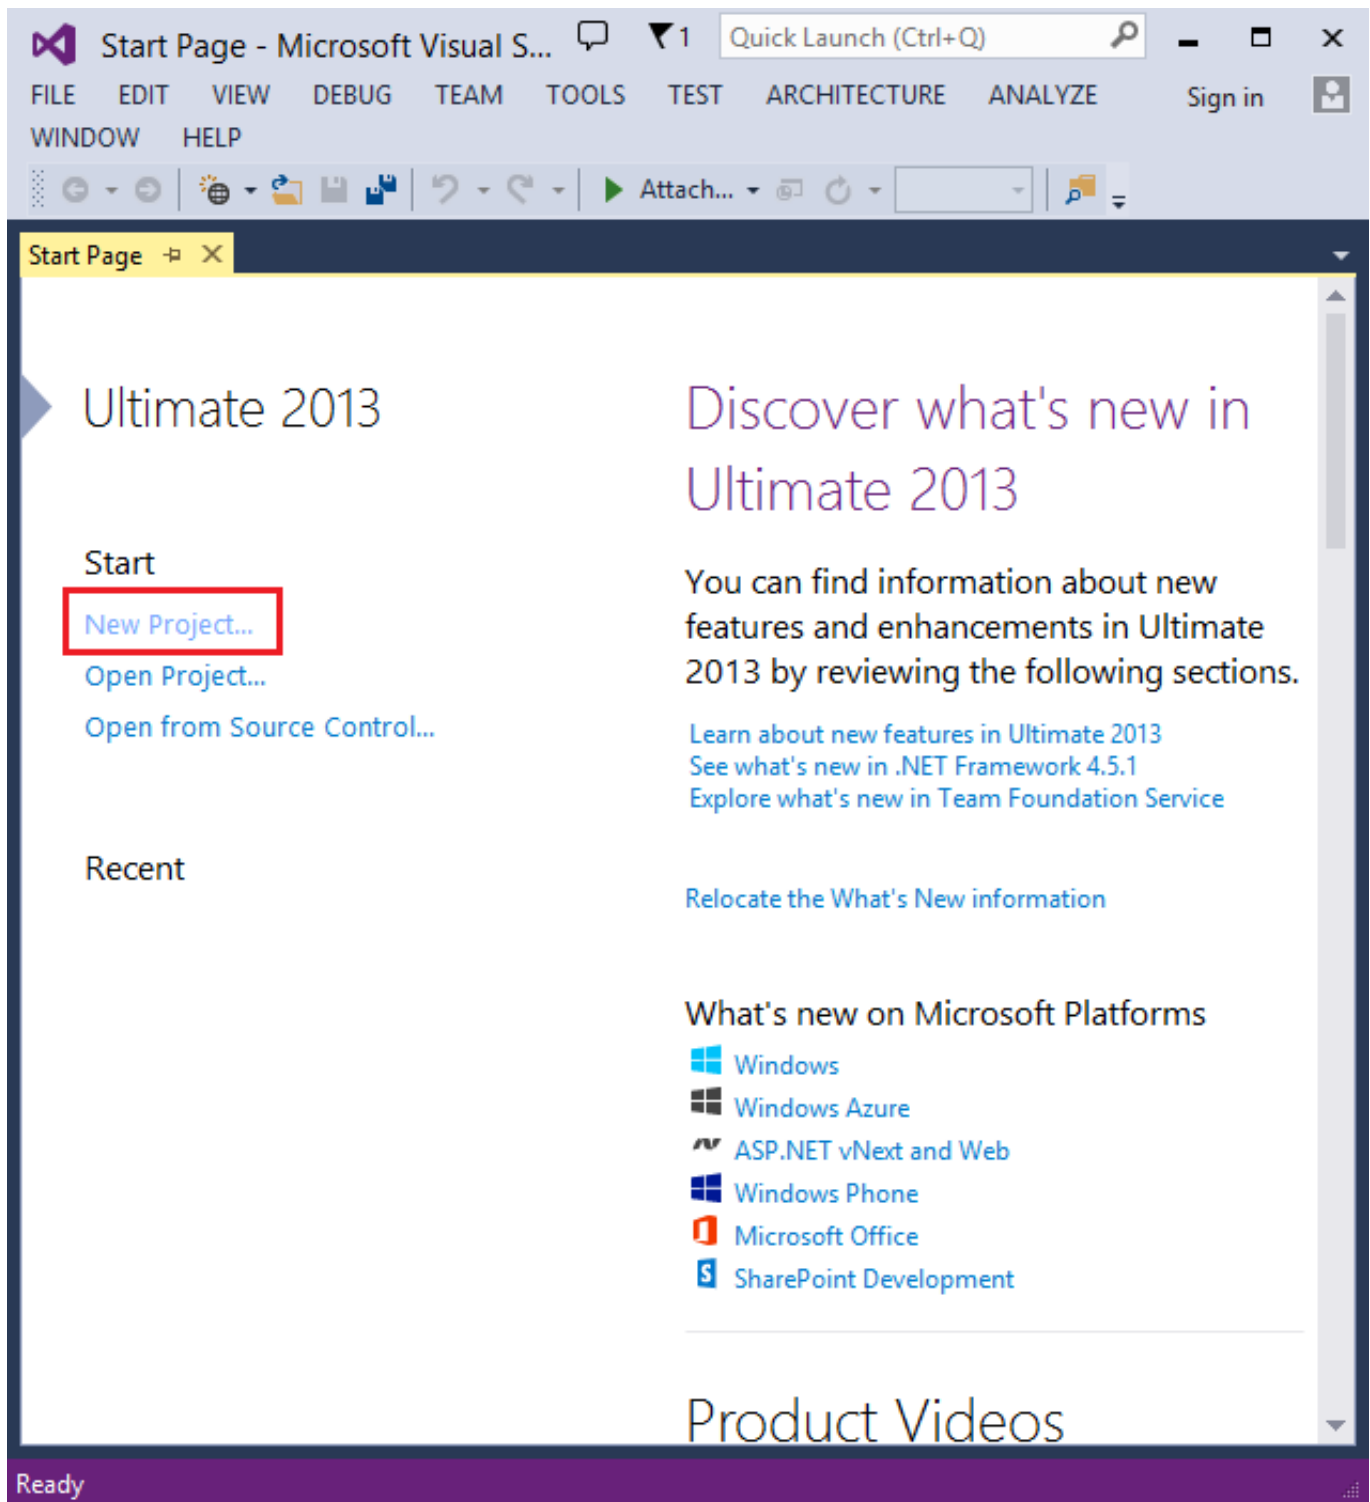 Start Page - Microsoft Visual S... 1 Quick Launch (Ctrl+Q)
FILE EDIT VIEW DEBUG TEAM TOOLS TEST ARCHITECTURE ANALYZE Sign in
WINDOW HELP
Attach...
Start Page
Ultimate 2013
Start
New Project...
Open Project...
Open from Source Control...
Recent
Discover what's new in
Ultimate 2013
You can find information about new
features and enhancements in Ultimate
2013 by reviewing the following sections.
Learn about new features in Ultimate 2013
See what's new in .NET Framework 4.5.1
Explore what's new in Team Foundation Service
Relocate the What's New information
What's new on Microsoft Platforms
Windows
Windows Azure
ASP.NET vNext and Web
Windows Phone
Microsoft Office
SharePoint Development
Product Videos
Ready